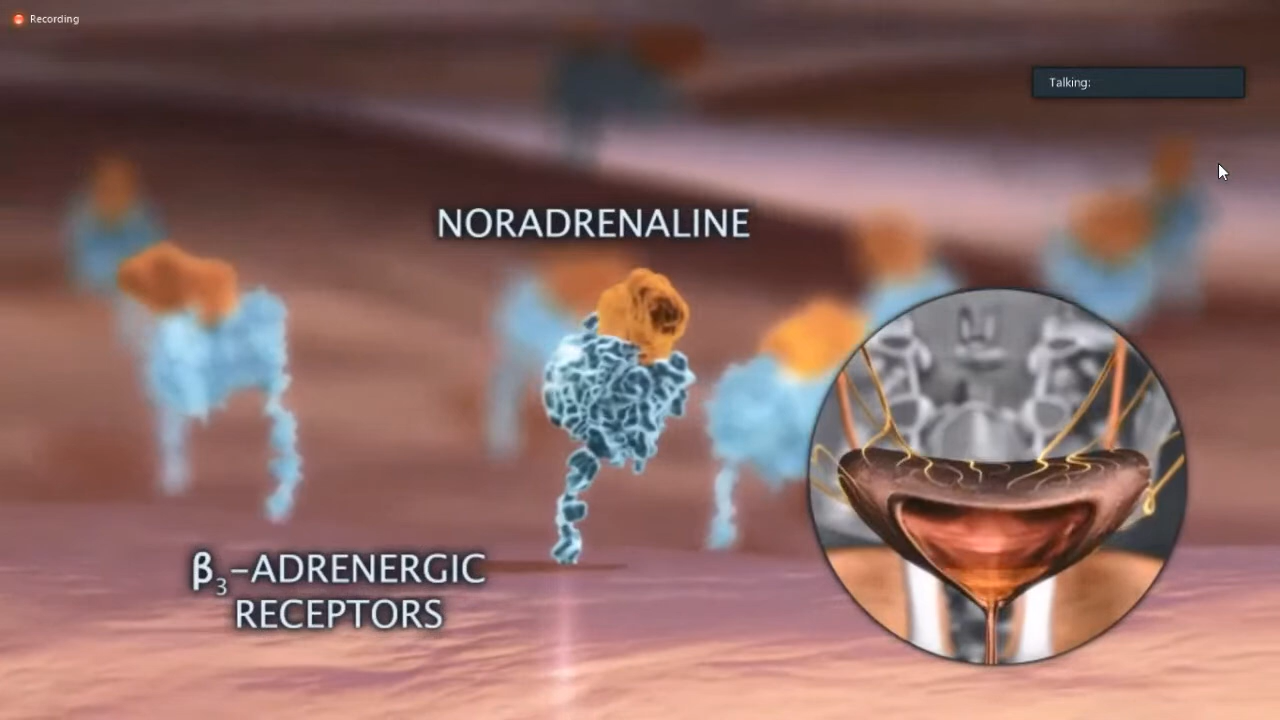 Recording
Talking:
NORADRENALINE
β₃–ADRENERGIC
RECEPTORS